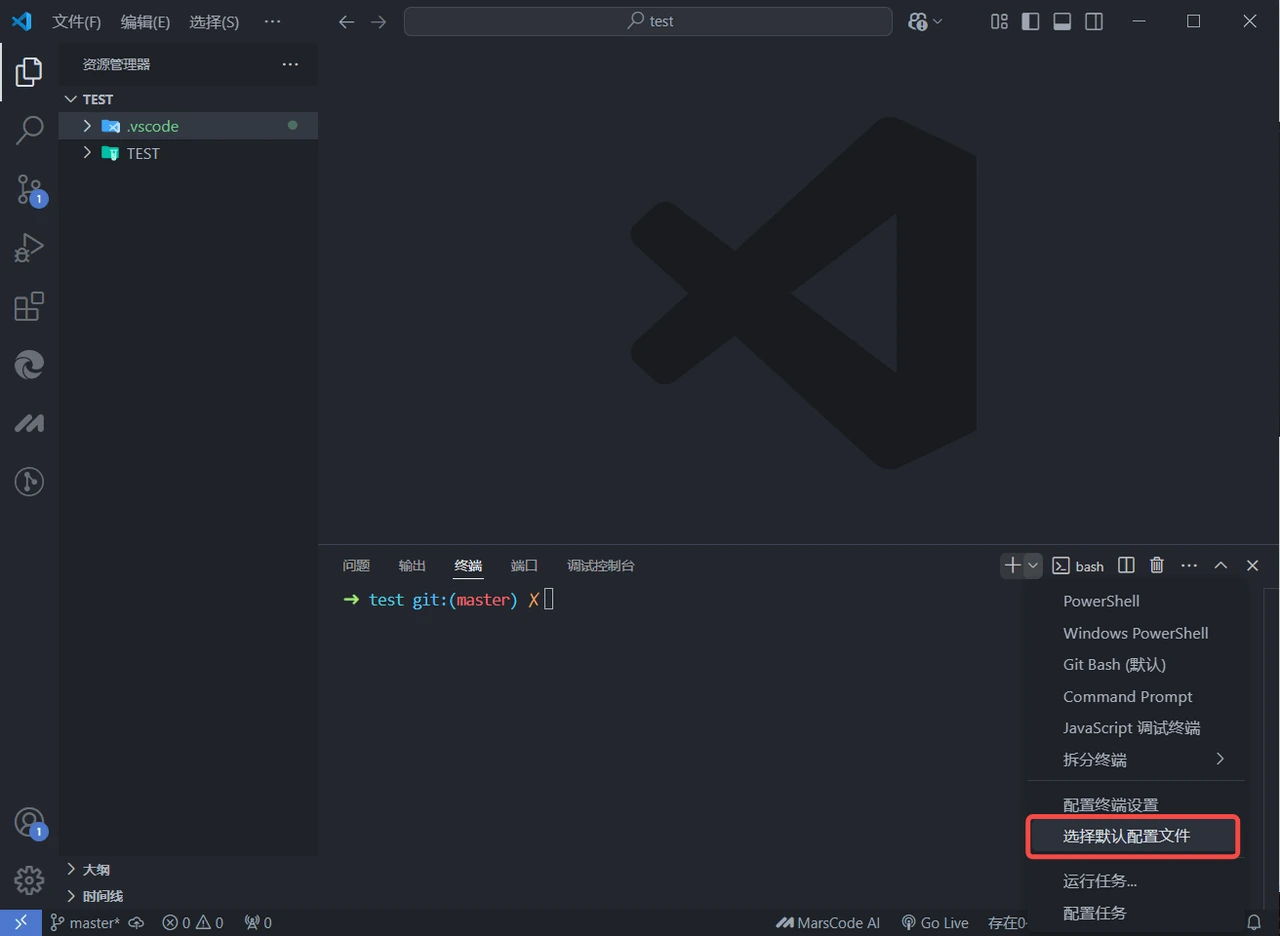 文件(F) 编辑(E) 选择(S) ··· test
资源管理器 ···
TEST
.vscode
TEST
1
1
大纲
时间线
问题 输出 终端 端口 调试控制台 bash ···
→ test git:(master) ✗
PowerShell
Windows PowerShell
Git Bash (默认)
Command Prompt
JavaScript 调试终端
拆分终端
配置终端设置
选择默认配置文件
运行任务...
配置任务
master* 0 0 0 MarsCode AI Go Live 存在0